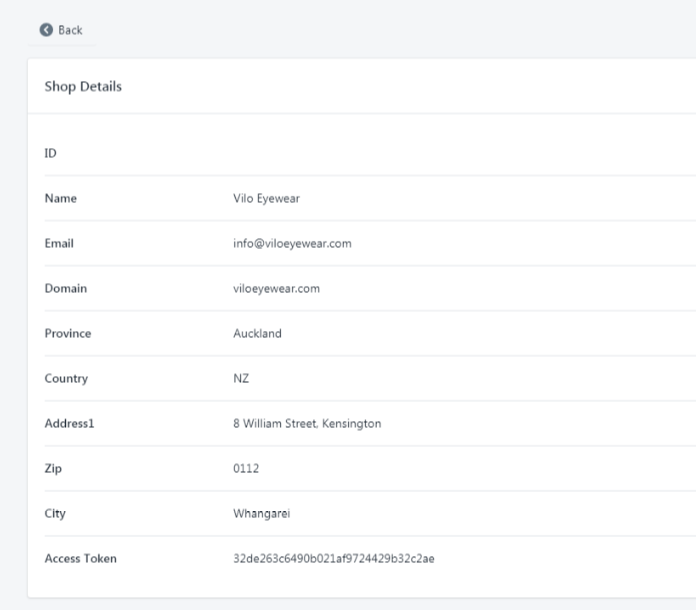 Back
Shop Details
ID
Name Vilo Eyewear
Email info@viloeyewear.com
Domain viloeyewear.com
Province Auckland
Country NZ
Address1 8 William Street, Kensington
Zip 0112
City Whangarei
Access Token 32de263c6490b021af9724429b32c2ae